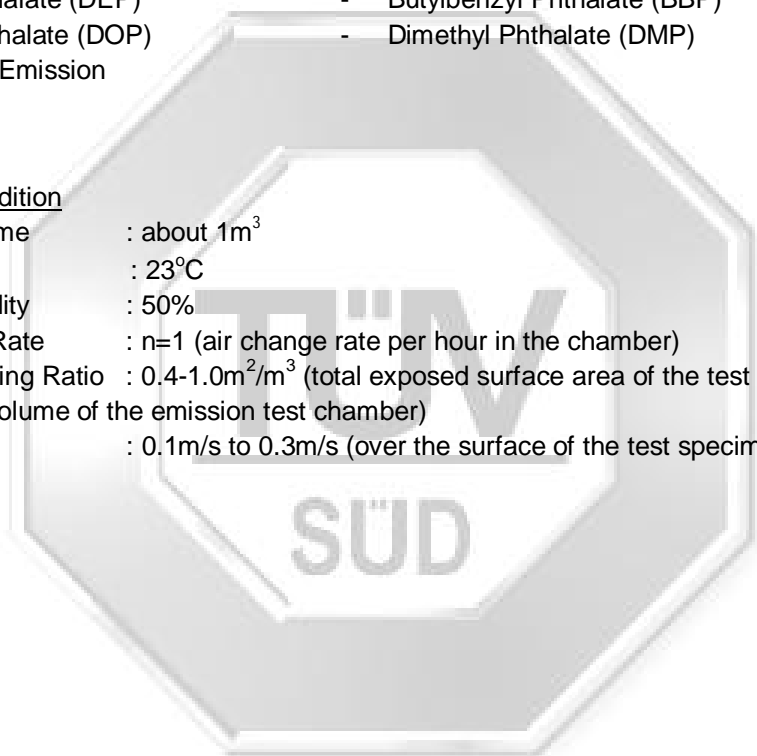 halate (DEP) - Butylbenzyl Phthalate (BBP)
halate (DOP) - Dimethyl Phthalate (DMP)
Emission
dition
me : about 1m³
: 23°C
lity : 50%
Rate : n=1 (air change rate per hour in the chamber)
ing Ratio : 0.4-1.0m²/m³ (total exposed surface area of the test
olume of the emission test chamber)
: 0.1m/s to 0.3m/s (over the surface of the test specim
TÜV
SÜD